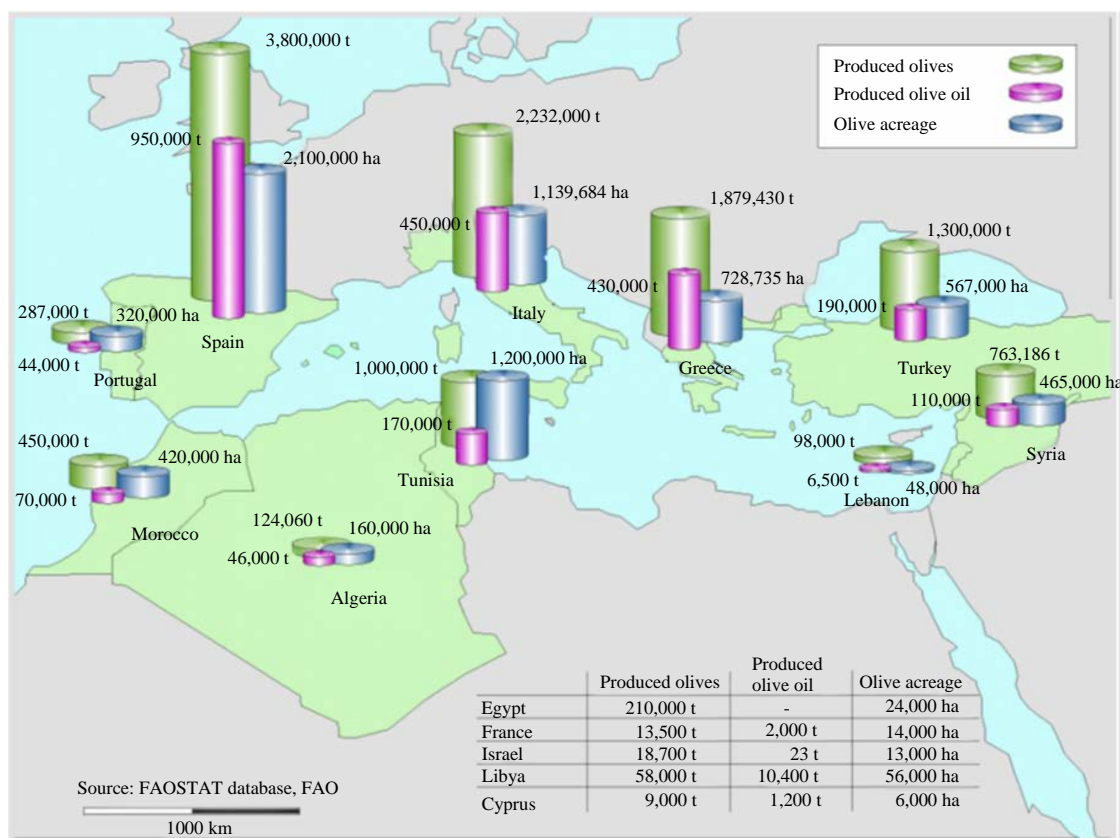 3,800,000 t
950,000 t
2,100,000 ha
Spain
2,232,000 t
450,000 t
1,139,684 ha
Italy
1,879,430 t
430,000 t
728,735 ha
Greece
1,300,000 t
190,000 t
567,000 ha
Turkey
Produced olives
Produced olive oil
Olive acreage
287,000 t
320,000 ha
44,000 t
Portugal
1,000,000 t
1,200,000 ha
170,000 t
Tunisia
763,186 t
465,000 ha
110,000 t
Syria
98,000 t
6,500 t
48,000 ha
Lebanon
450,000 t
420,000 ha
70,000 t
Morocco
124,060 t
160,000 ha
46,000 t
Algeria
Produced olives Produced olive oil Olive acreage
Egypt 210,000 t - 24,000 ha
France 13,500 t 2,000 t 14,000 ha
Israel 18,700 t 23 t 13,000 ha
Libya 58,000 t 10,400 t 56,000 ha
Cyprus 9,000 t 1,200 t 6,000 ha
Source: FAOSTAT database, FAO
1000 km